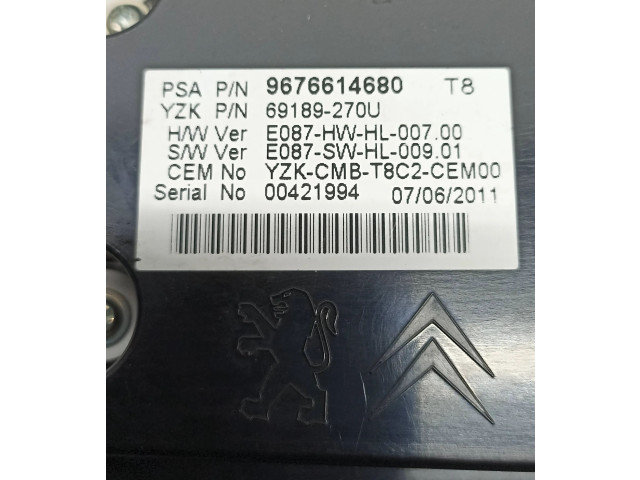 PSA P/N 9676614680 T8
YZK P/N 69189-270U
H/W Ver E087-HW-HL-007.00
S/W Ver E087-SW-HL-009.01
CEM No YZK-CMB-T8C2-CEM00
Serial No 00421994 07/06/2011